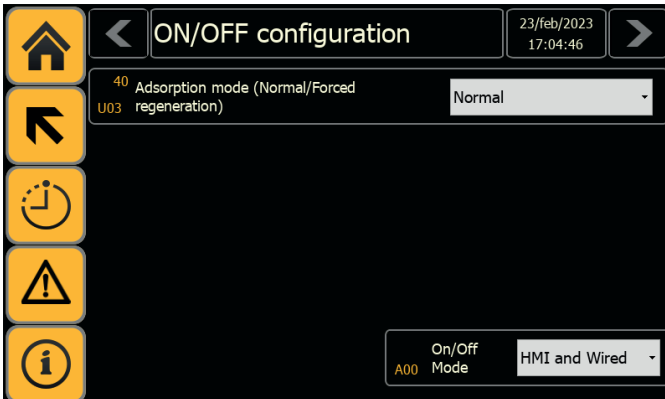 ON/OFF configuration
23/feb/2023
17:04:46
40
U03
Adsorption mode (Normal/Forced
regeneration)
Normal
On/Off
A00 Mode
HMI and Wired